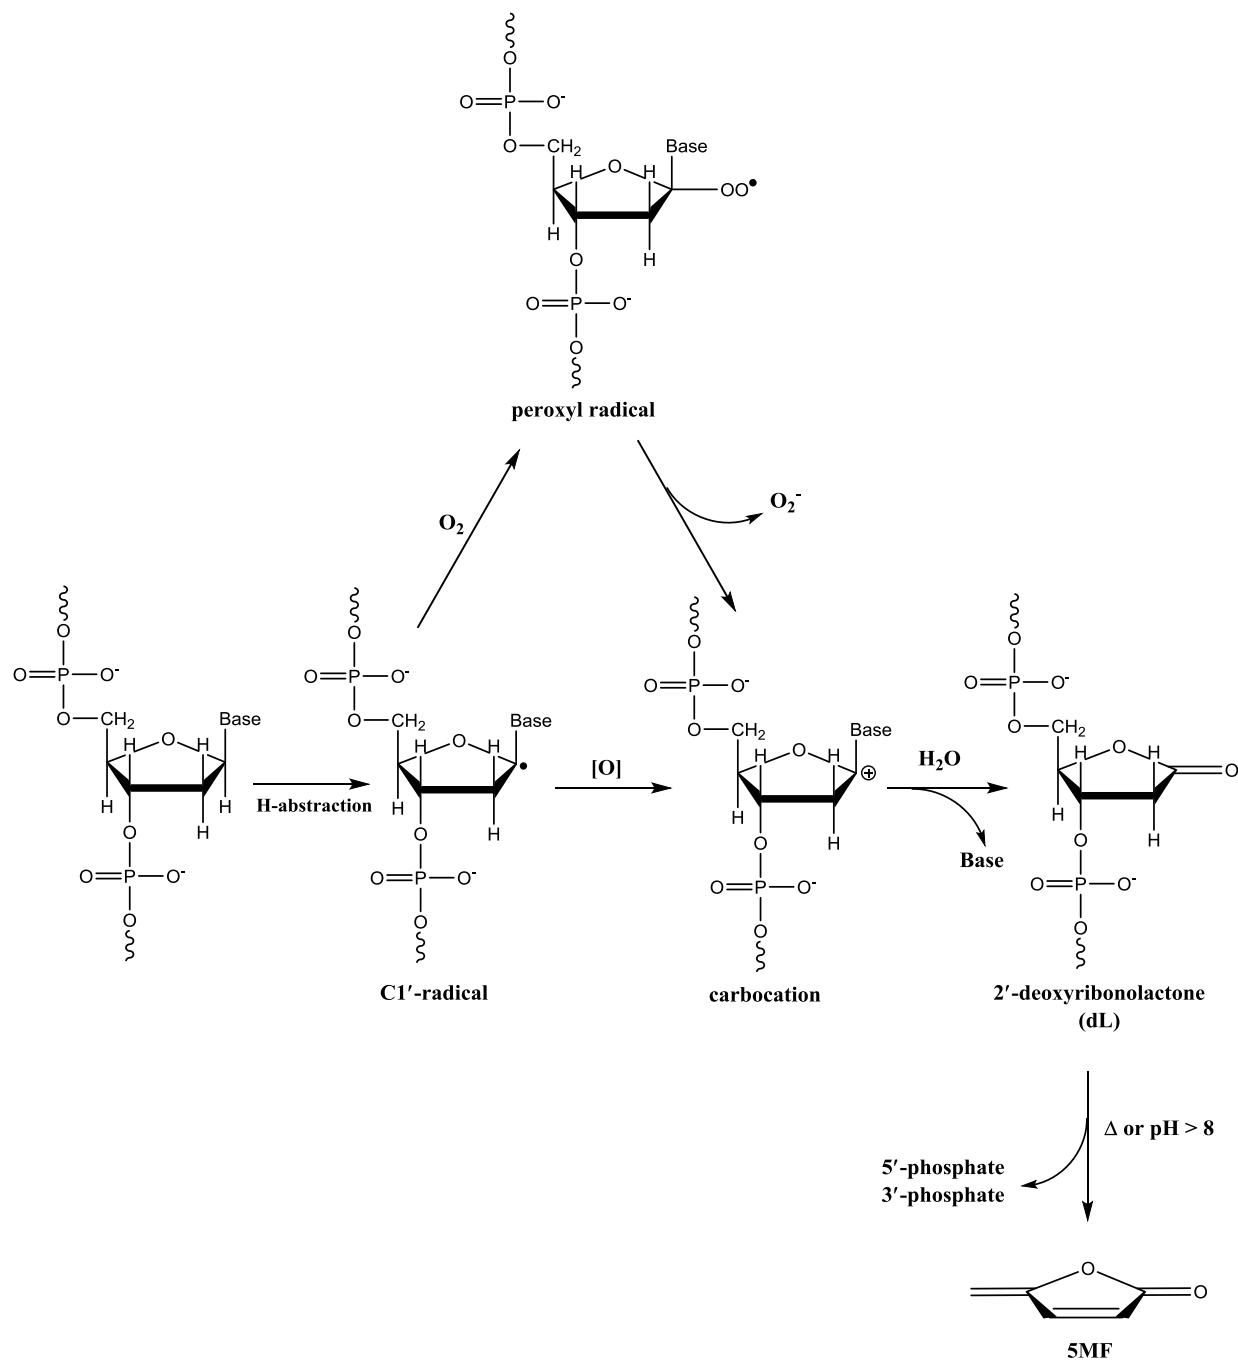 O
O=P—O⁻
O—CH₂
Base
O
H
H
OO•
H
H
O
O=P—O⁻
O
peroxyl radical
O₂
O₂⁻
O
O=P—O⁻
O—CH₂
Base
O
H
H
H
H
H
O
O=P—O⁻
O
H-abstraction
O
O=P—O⁻
O—CH₂
Base
O
H
H
•
H
H
O
O=P—O⁻
O
C1′-radical
[O]
O
O=P—O⁻
O—CH₂
Base
O
H
H
⊕
H
H
O
O=P—O⁻
O
carbocation
H₂O
Base
O
O=P—O⁻
O—CH₂
O
H
H
O
H
H
O
O=P—O⁻
O
2′-deoxyribonolactone
(dL)
Δ or pH > 8
5′-phosphate
3′-phosphate
O
O
5MF